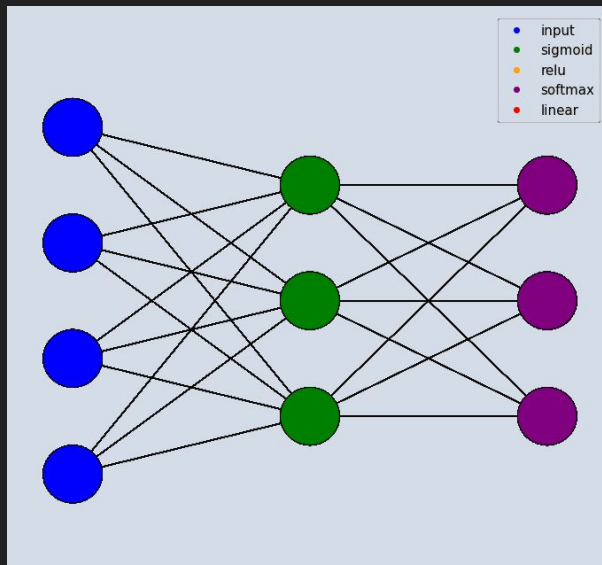 input
sigmoid
relu
softmax
linear